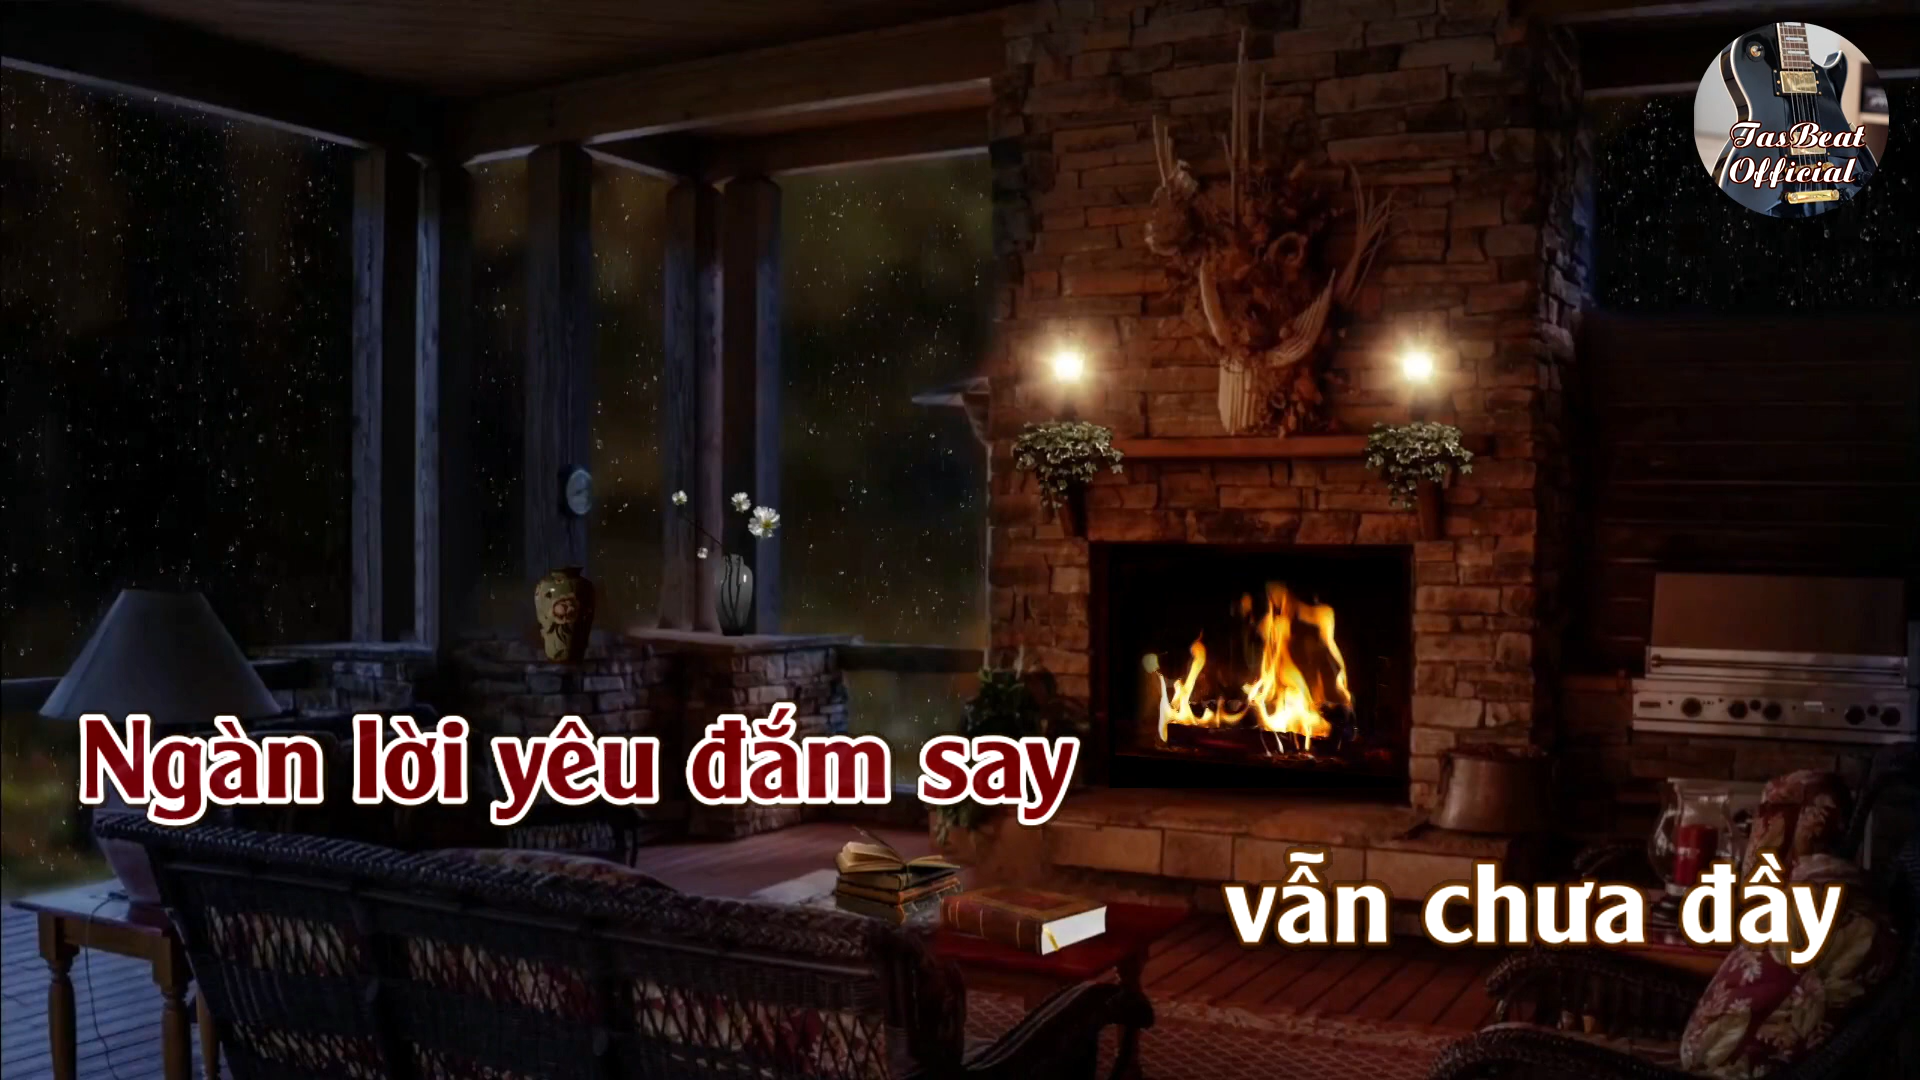 TasBeat
Official
Ngàn lời yêu đắm say
vẫn chưa đầy